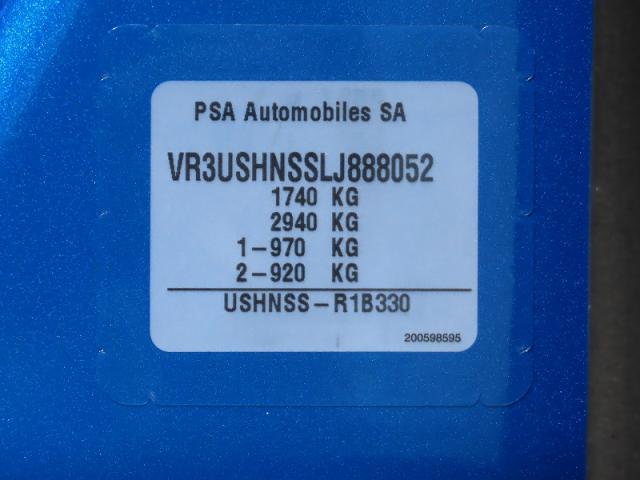 PSA Automobiles SA
VR3USHNSSLJ888052
1740 KG
2940 KG
1-970 KG
2-920 KG
USHNSS-R1B330
200598595